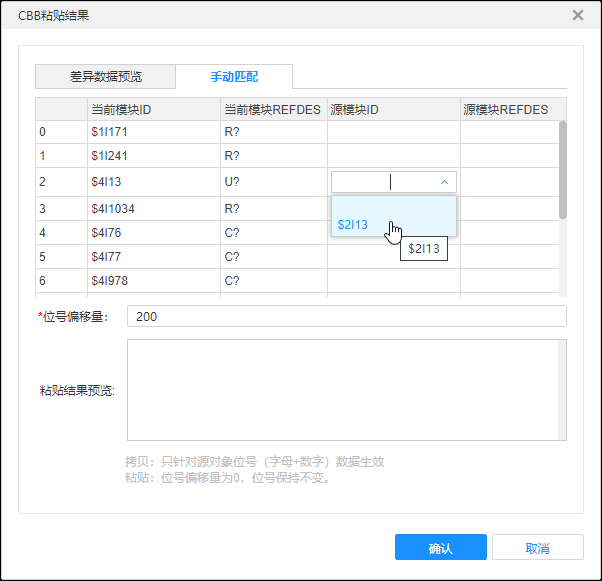 CBB粘贴结果
差异数据预览 手动匹配
当前模块ID 当前模块REFDES 源模块ID 源模块REFDES
0 $1I171 R?
1 $1I241 R?
2 $4I13 U?
$2I13
$2I13
3 $4I1034 R?
4 $4I76 C?
5 $4I77 C?
6 $4I978 C?
*位号偏移量： 200
粘贴结果预览:
拷贝：只针对源对象位号（字母+数字）数据生效
粘贴：位号偏移量为0，位号保持不变。
确认 取消